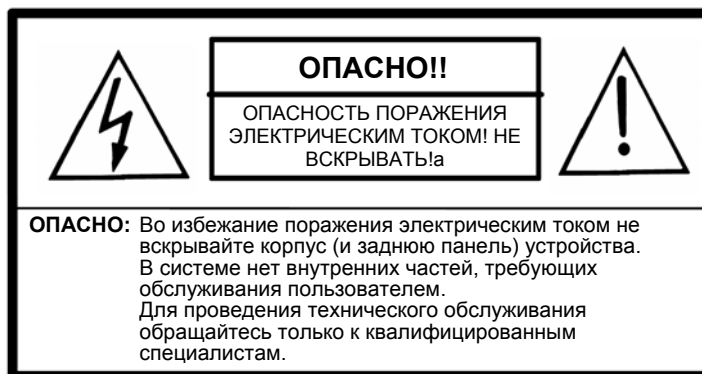 ОПАСНО!!
ОПАСНОСТЬ ПОРАЖЕНИЯ
ЭЛЕКТРИЧЕСКИМ ТОКОМ! НЕ
ВСКРЫВАТЬ!а
ОПАСНО: Во избежание поражения электрическим током не
вскрывайте корпус (и заднюю панель) устройства.
В системе нет внутренних частей, требующих
обслуживания пользователем.
Для проведения технического обслуживания
обращайтесь только к квалифицированным
специалистам.